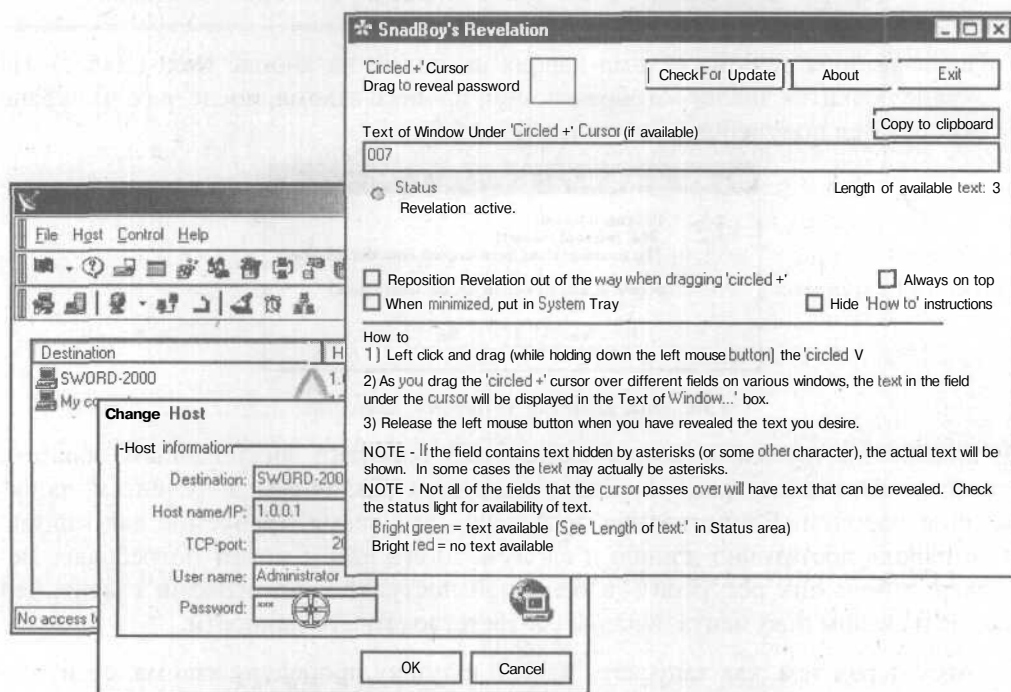 SnadBoy's Revelation
'Circled +' Cursor
Drag to reveal password
Check For Update
About
Exit
Copy to clipboard
Text of Window Under 'Circled +' Cursor (if available)
007
Status
Length of available text: 3
Revelation active.
Reposition Revelation out of the way when dragging 'circled +'
Always on top
When minimized, put in System Tray
Hide 'How to' instructions
How to
1] Left click and drag (while holding down the left mouse button] the 'circled V
2) As you drag the 'circled +' cursor over different fields on various windows, the text in the field
under the cursor will be displayed in the Text of Window...' box.
3) Release the left mouse button when you have revealed the text you desire.
NOTE - If the field contains text hidden by asterisks (or some other character), the actual text will be
shown. In some cases the text may actually be asterisks.
NOTE - Not all of the fields that the cursor passes over will have text that can be revealed. Check
the status light for availability of text.
Bright green = text available [See 'Length of text:' in Status area)
Bright red = no text available
File Host Control Help
Destination
H
SWORD-2000
1.0
My co
No access t
Change Host
-Host information
Destination: SWORD-200
Host name/IP: 1.0.0.1
TCP-port: 20
User name: Administrator
Password: ***
OK
Cancel